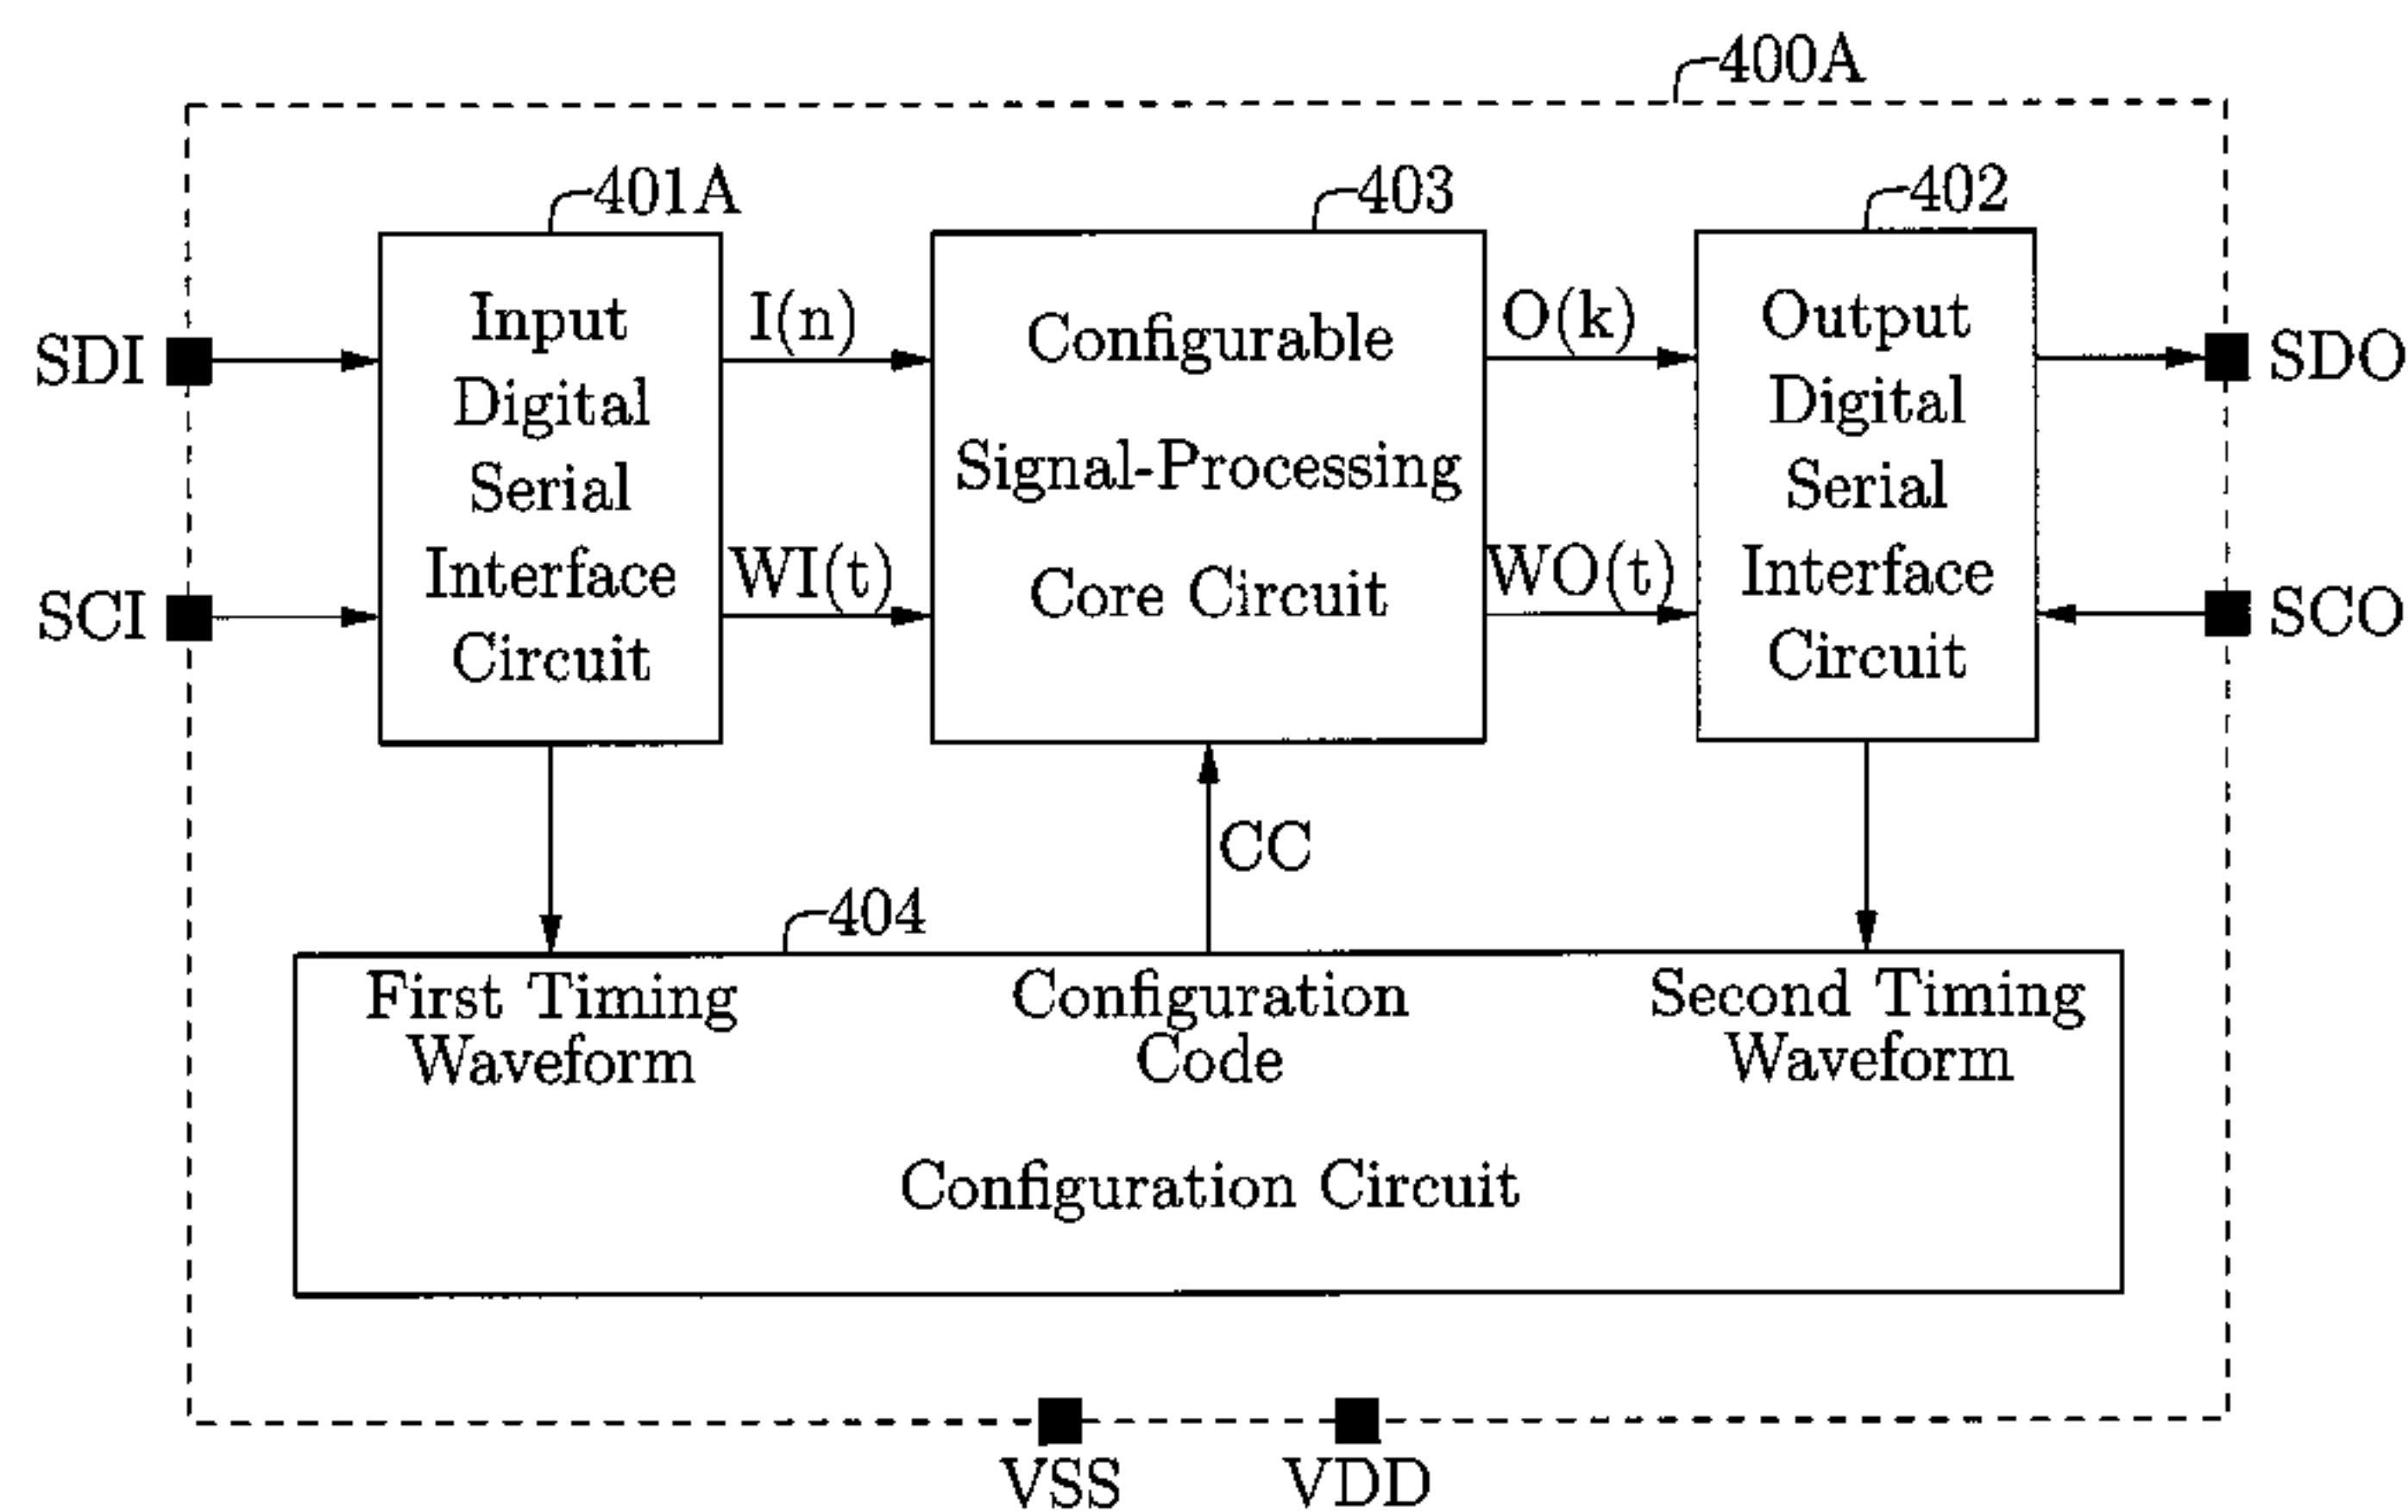 400A
401A
403
402
SDI
SCI
Input
Digital
Serial
Interface
Circuit
I(n)
WI(t)
Configurable
Signal-Processing
Core Circuit
O(k)
WO(t)
Output
Digital
Serial
Interface
Circuit
SDO
SCO
CC
404
First Timing
Waveform
Configuration
Code
Second Timing
Waveform
Configuration Circuit
VSS
VDD